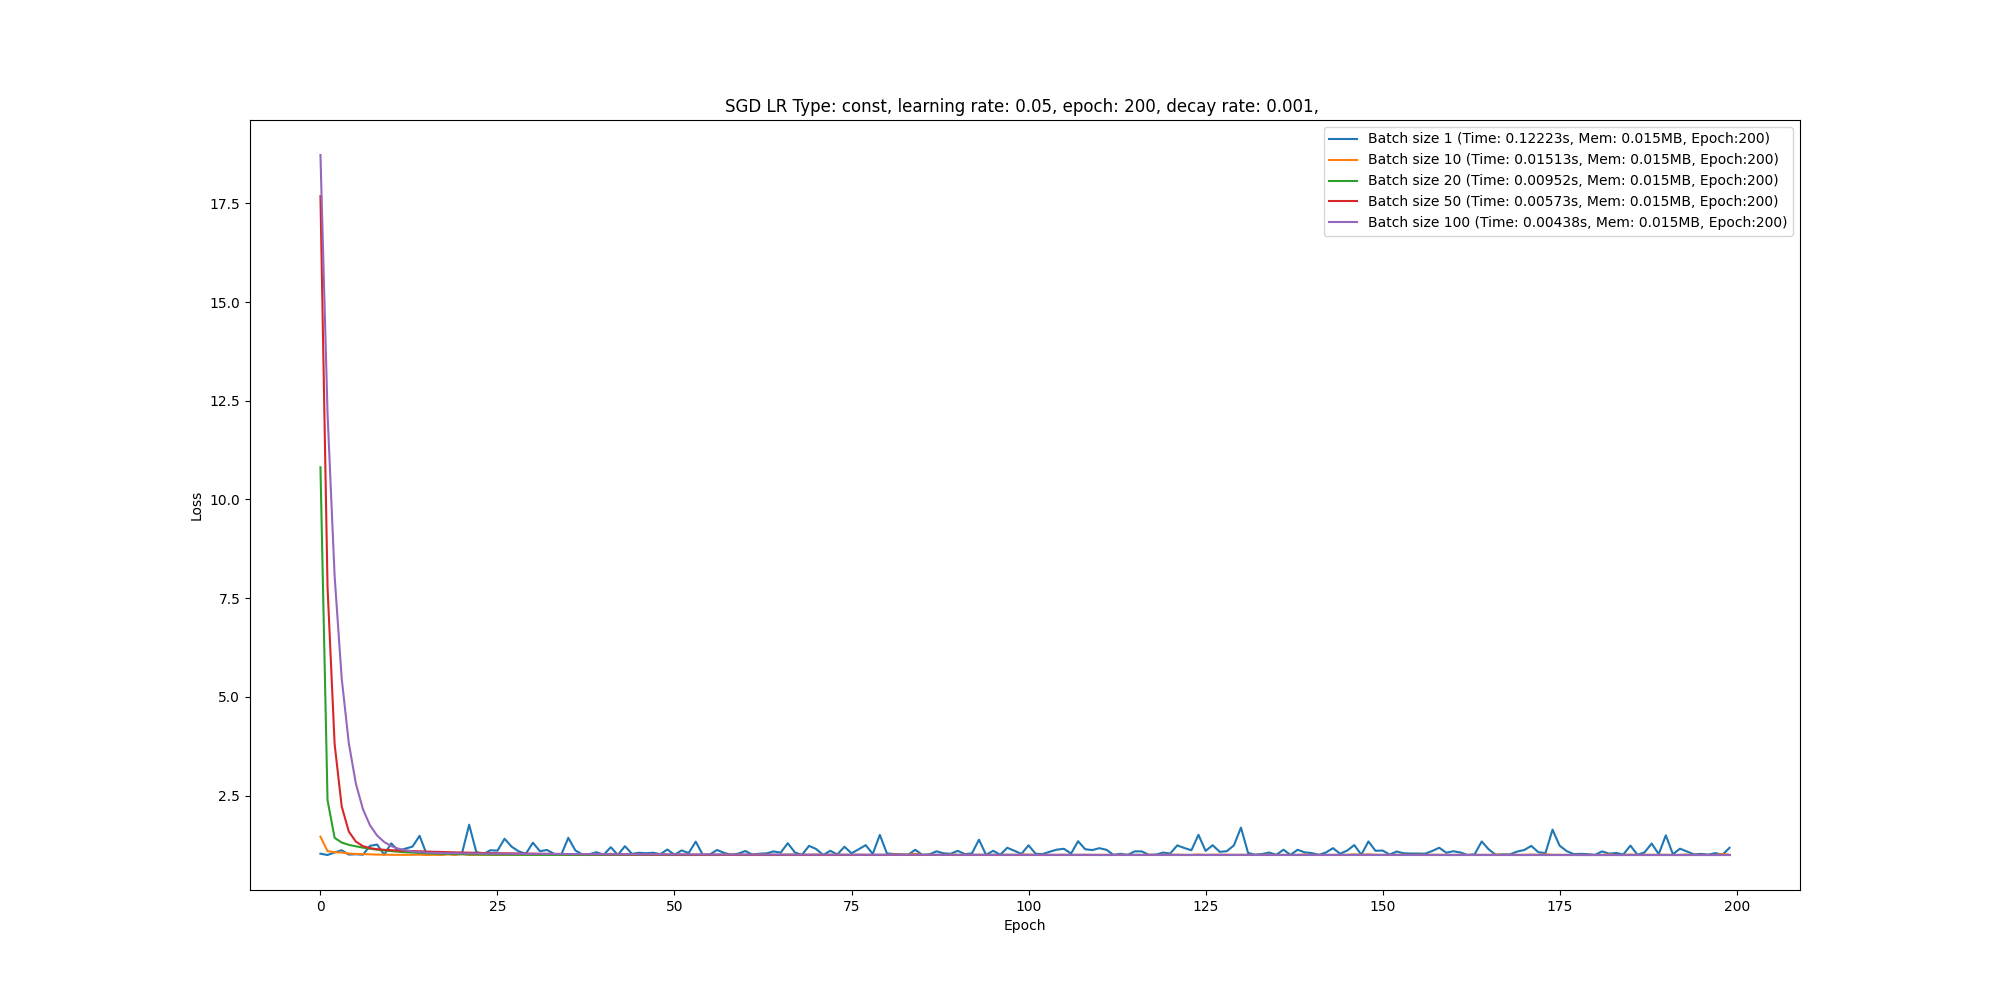 SGD LR Type: const, learning rate: 0.05, epoch: 200, decay rate: 0.001,
Batch size 1 (Time: 0.12223s, Mem: 0.015MB, Epoch:200)
Batch size 10 (Time: 0.01513s, Mem: 0.015MB, Epoch:200)
Batch size 20 (Time: 0.00952s, Mem: 0.015MB, Epoch:200)
Batch size 50 (Time: 0.00573s, Mem: 0.015MB, Epoch:200)
Batch size 100 (Time: 0.00438s, Mem: 0.015MB, Epoch:200)
17.5
15.0
12.5
10.0
7.5
5.0
2.5
Loss
0 25 50 75 100 125 150 175 200
Epoch